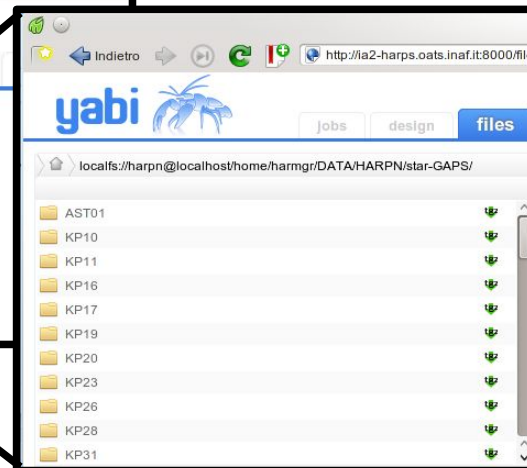 Indietro
http://ia2-harps.oats.inaf.it:8000/fil
yabi
jobs design files
localfs://harpn@localhost/home/harmgr/DATA/HARPN/star-GAPS/
AST01
KP10
KP11
KP16
KP17
KP19
KP20
KP23
KP26
KP28
KP31